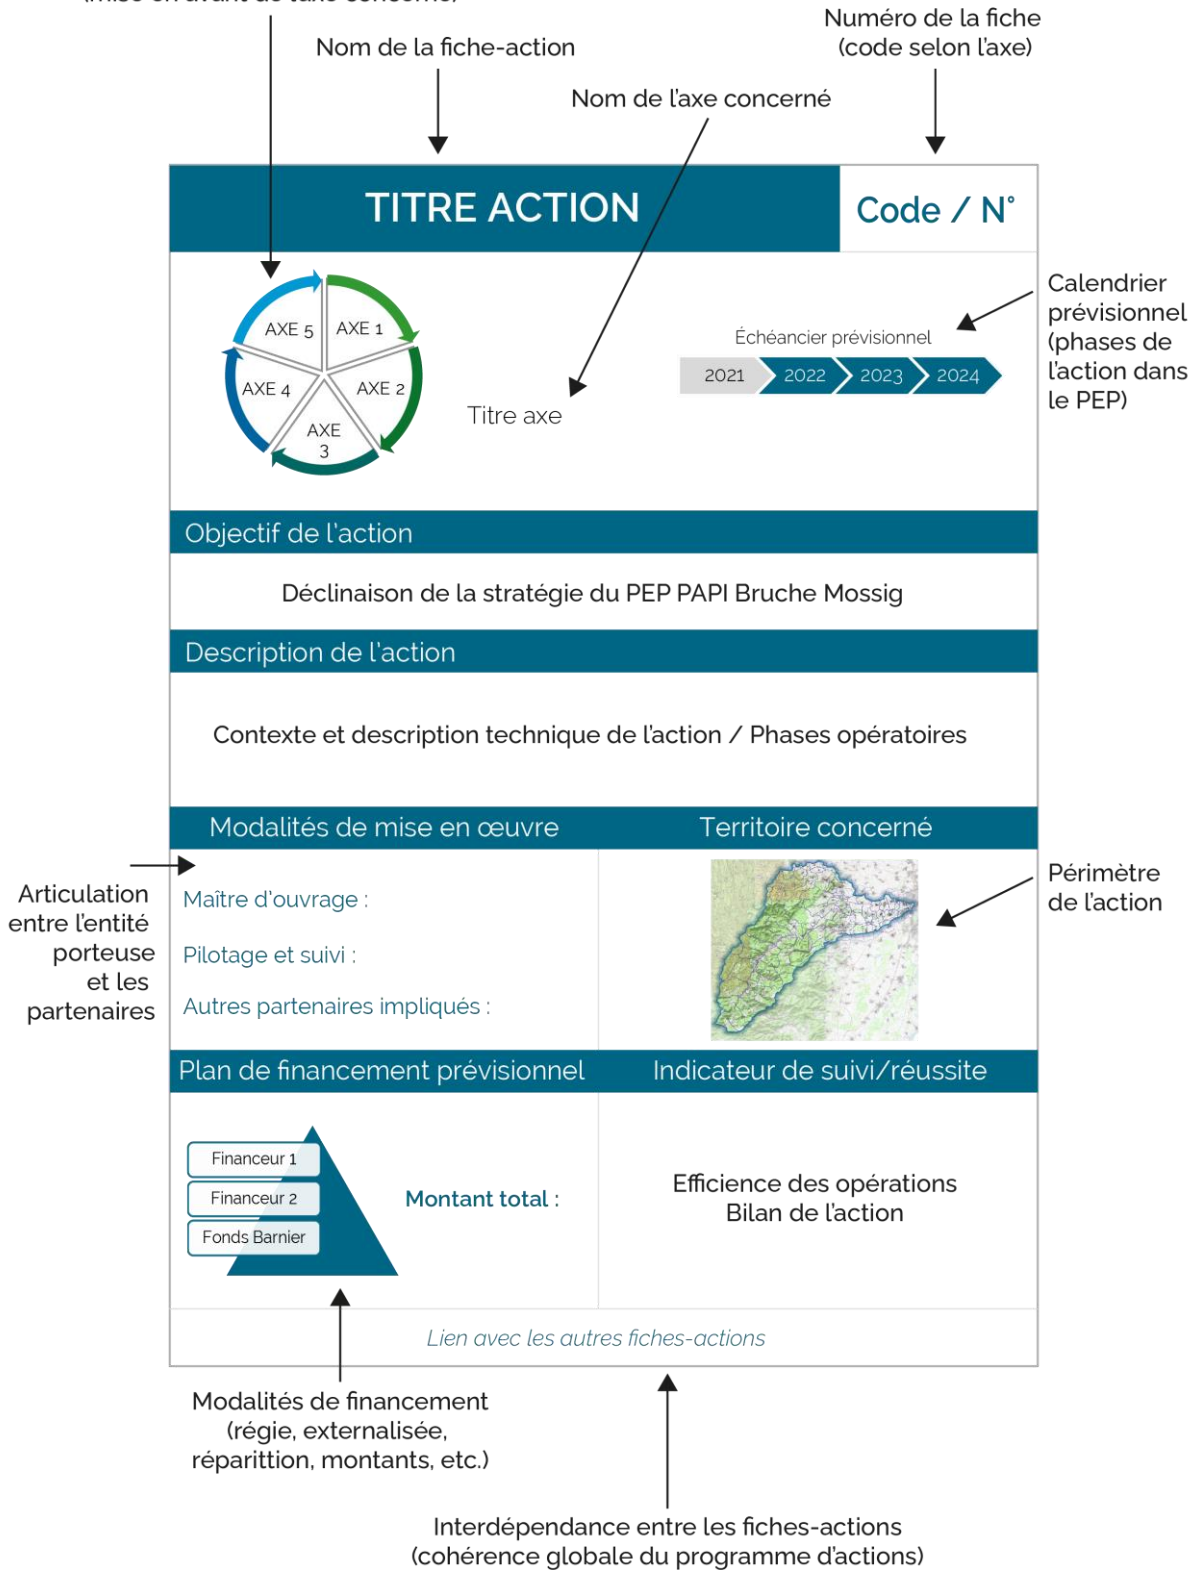 (mise en avant de l'axe concerné)
Nom de la fiche-action
Numéro de la fiche
(code selon l'axe)
Nom de l'axe concerné
TITRE ACTION
Code / N°
AXE 5
AXE 1
AXE 4
AXE 2
AXE
3
Titre axe
Échéancier prévisionnel
2021
2022
2023
2024
Calendrier
prévisionnel
(phases de
l'action dans
le PEP)
Objectif de l'action
Déclinaison de la stratégie du PEP PAPI Bruche Mossig
Description de l'action
Contexte et description technique de l'action / Phases opératoires
Modalités de mise en œuvre
Territoire concerné
Articulation
entre l'entité
porteuse
et les
partenaires
Maître d'ouvrage :
Pilotage et suivi :
Autres partenaires impliqués :
Périmètre
de l'action
Plan de financement prévisionnel
Indicateur de suivi/réussite
Financeur 1
Financeur 2
Fonds Barnier
Montant total :
Efficience des opérations
Bilan de l'action
Lien avec les autres fiches-actions
Modalités de financement
(régie, externalisée,
réparittion, montants, etc.)
Interdépendance entre les fiches-actions
(cohérence globale du programme d'actions)